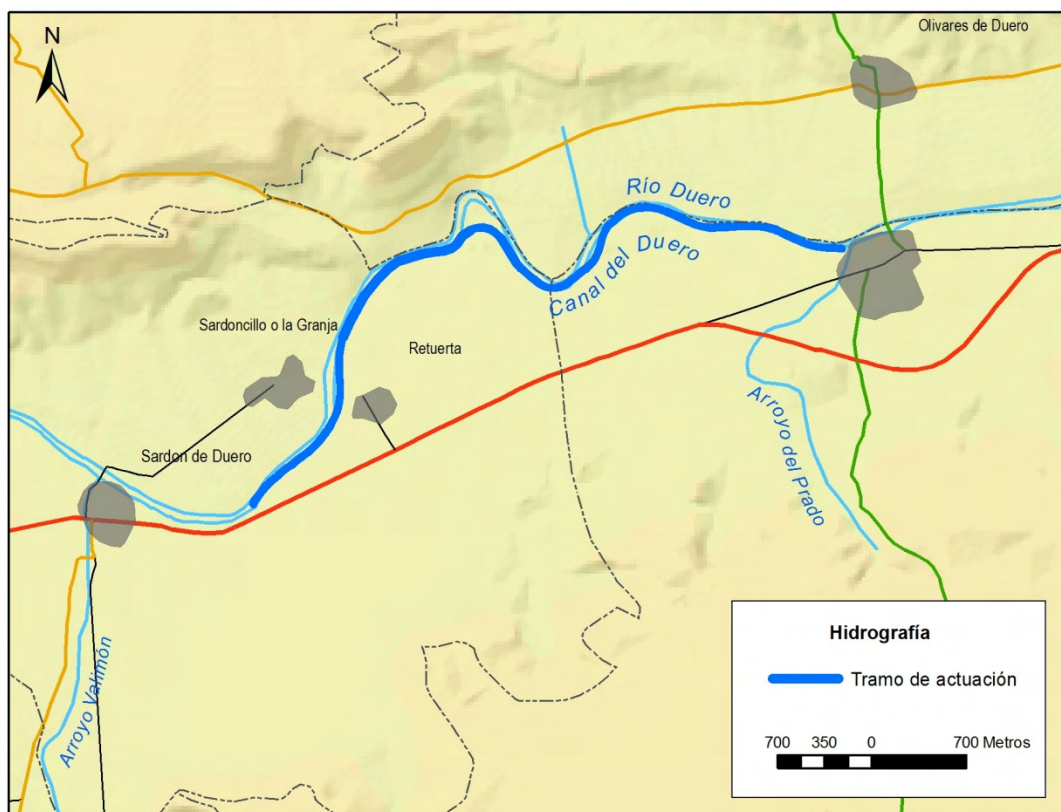 N
Olivares de Duero
Río Duero
Canal del Duero
Sardoncillo o la Granja
Retuerta
Sardon de Duero
Arroyo del Prado
Arroyo Valimón
Hidrografía
Tramo de actuación
700 350 0 700 Metros